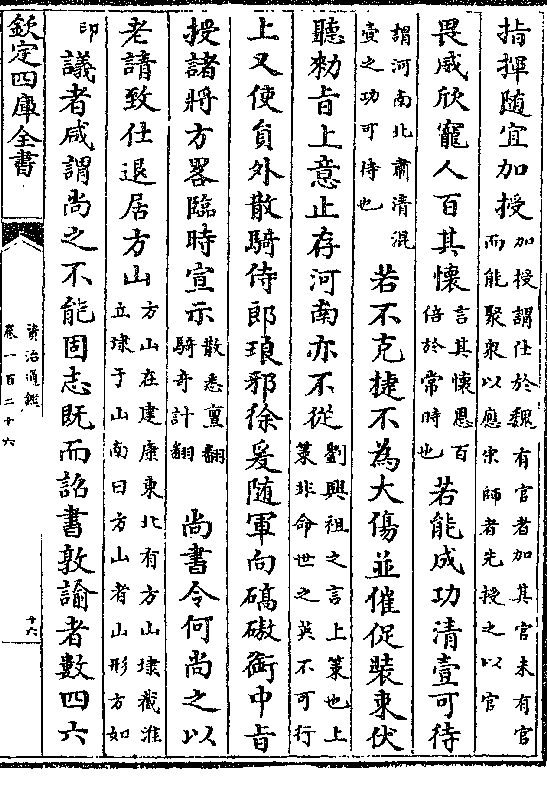 指揮隨宜加授加授謂仕於魏有官者加其官未有官而能聚衆以應宋師者先授之以官
畏威欣寵人百其懷言其懷恩百倍於常時也若能成功清壹可待
謂河南北肅清混壹之功可待也若不克捷不為大傷並催促裝束伏
聽勑旨上意止存河南亦不從劉興祖之言上策也上策非命世之英不可行
上又使負外散騎侍郎琅邪徐爰隨軍向碻磝銜中旨
授諸將方畧臨時宣示散悉亶翻騎奇計翻尚書令何尚之以
老請致仕退居方山方山在建康東北有方山埭截淮立埭于山南曰方山者山形方如
印議者咸謂尚之不能固志既而詔書敦諭者數四六
欽定四庫全書
資治通鑑
卷一百二十六
十六